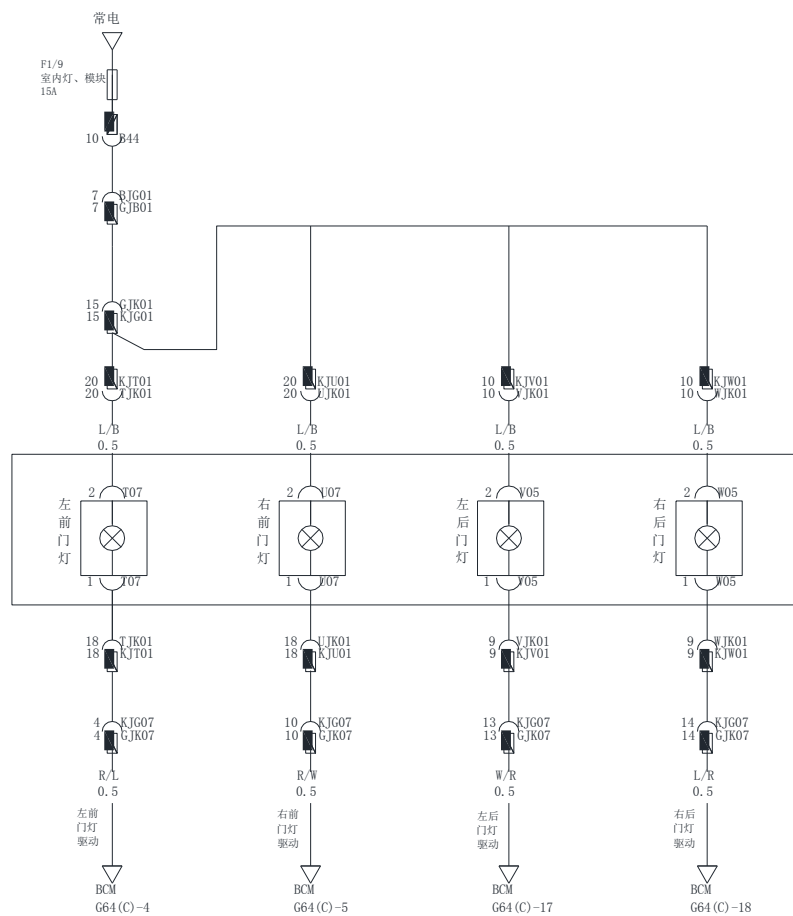 常电
F1/9
室内灯、模块
15A
10 B44
7 BJG01
7 GJB01
15 GJK01
15 KJG01
20 KJT01 20 KJU01 10 KJV01 10 KJW01
20 TJK01 20 UJK01 10 VJK01 10 WJK01
L/B L/B L/B L/B
0.5 0.5 0.5 0.5
2 T07 2 U07 2 V05 2 W05
左前门灯 右前门灯 左后门灯 右后门灯
1 T07 1 U07 1 V05 1 W05
18 TJK01 18 UJK01 9 VJK01 9 WJK01
18 KJT01 18 KJU01 9 KJV01 9 KJW01
4 KJG07 10 KJG07 13 KJG07 14 KJG07
4 GJK07 10 GJK07 13 GJK07 14 GJK07
R/L R/W W/R L/R
0.5 0.5 0.5 0.5
左前 右前 左后 右后
门灯 门灯 门灯 门灯
驱动 驱动 驱动 驱动
BCM BCM BCM BCM
G64(C)-4 G64(C)-5 G64(C)-17 G64(C)-18